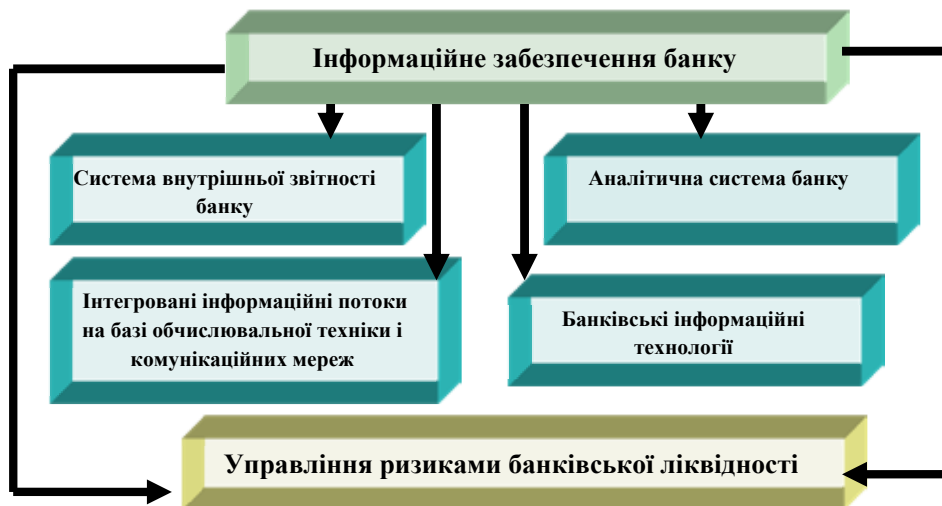 Інформаційне забезпечення банку
Система внутрішньої звітності
банку
Аналітична система банку
Інтегровані інформаційні потоки
на базі обчислювальної техніки і
комунікаційних мереж
Банківські інформаційні
технології
Управління ризиками банківської ліквідності